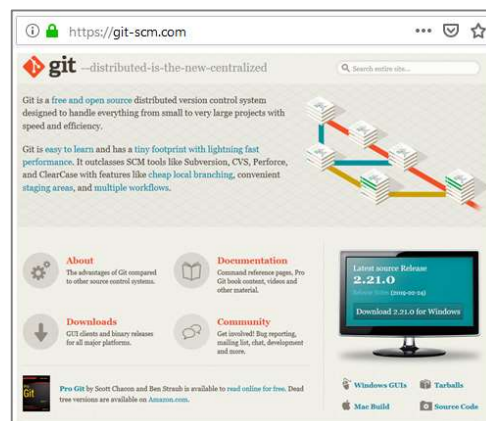 https://git-scm.com
git --distributed-is-the-new-centralized
Search entire site...
Git is a free and open source distributed version control system
designed to handle everything from small to very large projects with
speed and efficiency.
Git is easy to learn and has a tiny footprint with lightning fast
performance. It outclasses SCM tools like Subversion, CVS, Perforce,
and ClearCase with features like cheap local branching, convenient
staging areas, and multiple workflows.
About
The advantages of Git compared
to other source control systems.
Documentation
Command reference pages, Pro
Git book content, videos and
other material.
Downloads
GUI clients and binary releases
for all major platforms.
Community
Get involved! Bug reporting,
mailing list, chat, development
and more.
Latest source Release
2.21.0
(2019-02-24)
Download 2.21.0 for Windows
Pro Git by Scott Chacon and Ben Straub is available to read online for free. Dead
tree versions are available on Amazon.com.
Windows GUIs
Tarballs
Mac Build
Source Code